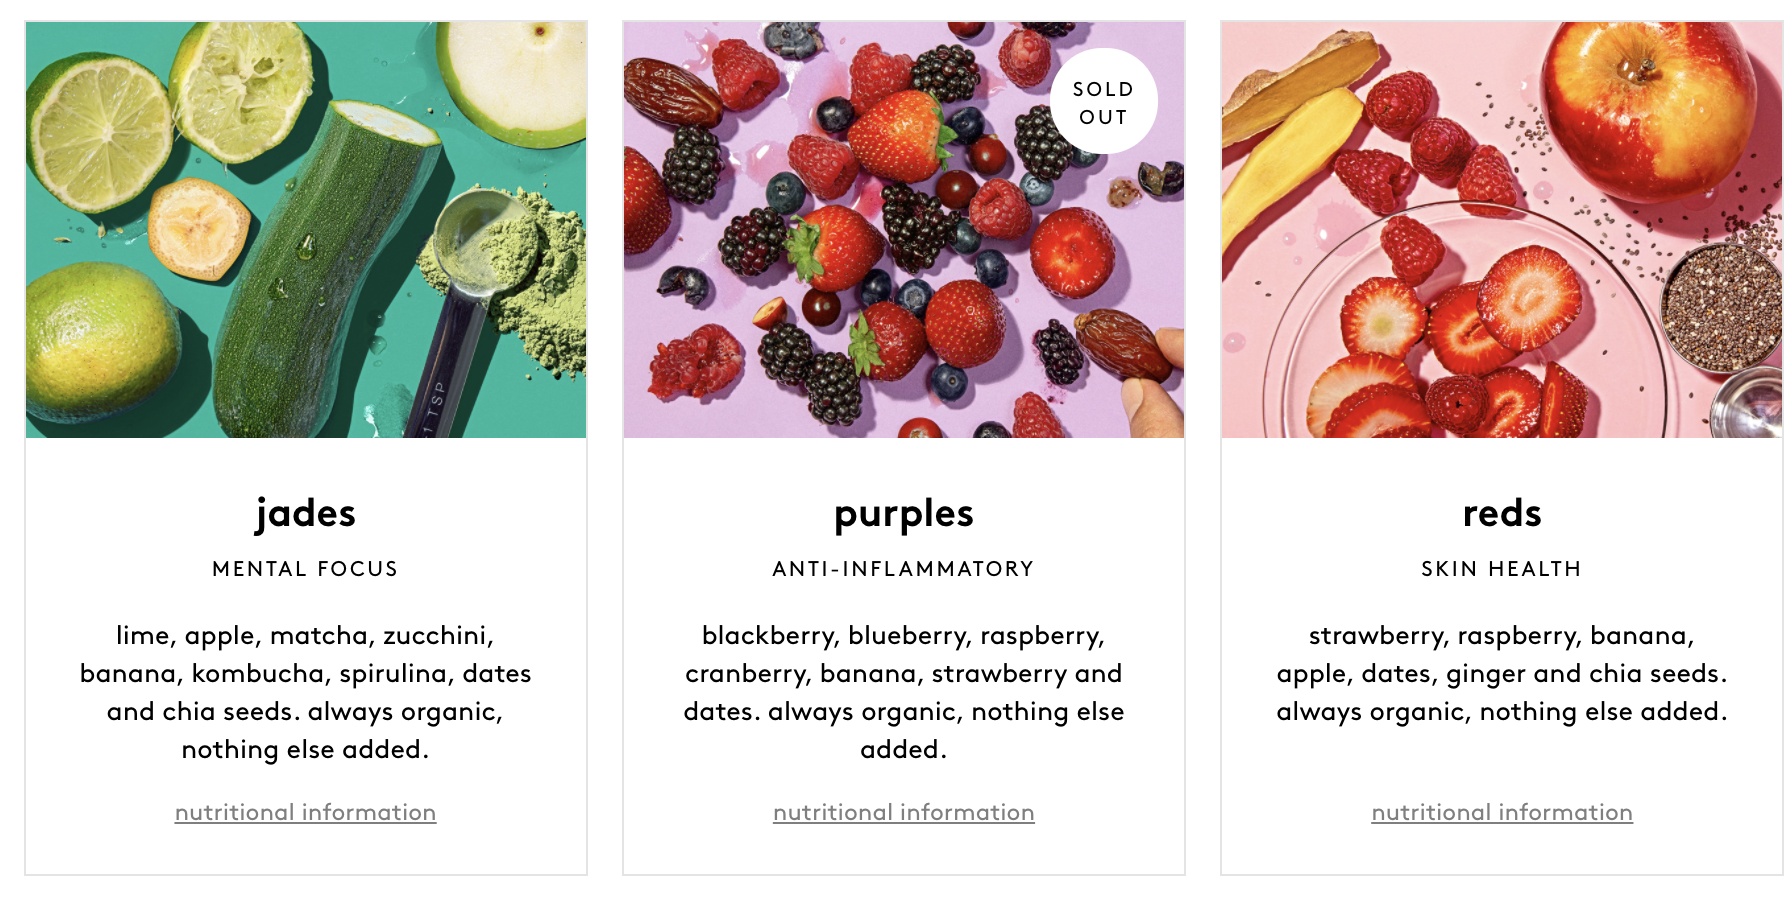 1 TSP
SOLD
OUT
jades
MENTAL FOCUS
lime, apple, matcha, zucchini,
banana, kombucha, spirulina, dates
and chia seeds. always organic,
nothing else added.
nutritional information
purples
ANTI-INFLAMMATORY
blackberry, blueberry, raspberry,
cranberry, banana, strawberry and
dates. always organic, nothing else
added.
nutritional information
reds
SKIN HEALTH
strawberry, raspberry, banana,
apple, dates, ginger and chia seeds.
always organic, nothing else added.
nutritional information